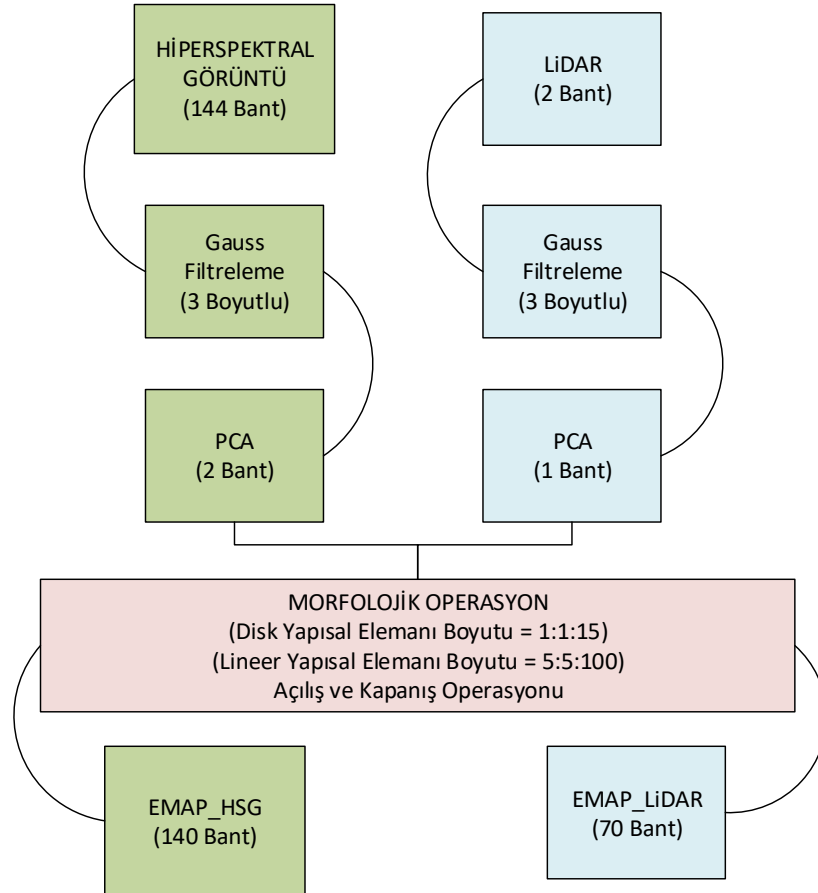 HİPERSPEKTRAL
GÖRÜNTÜ
(144 Bant)
LiDAR
(2 Bant)
Gauss
Filtreleme
(3 Boyutlu)
Gauss
Filtreleme
(3 Boyutlu)
PCA
(2 Bant)
PCA
(1 Bant)
MORFOLOJİK OPERASYON
(Disk Yapısal Elemanı Boyutu = 1:1:15)
(Lineer Yapısal Elemanı Boyutu = 5:5:100)
Açılış ve Kapanış Operasyonu
EMAP_HSG
(140 Bant)
EMAP_LiDAR
(70 Bant)